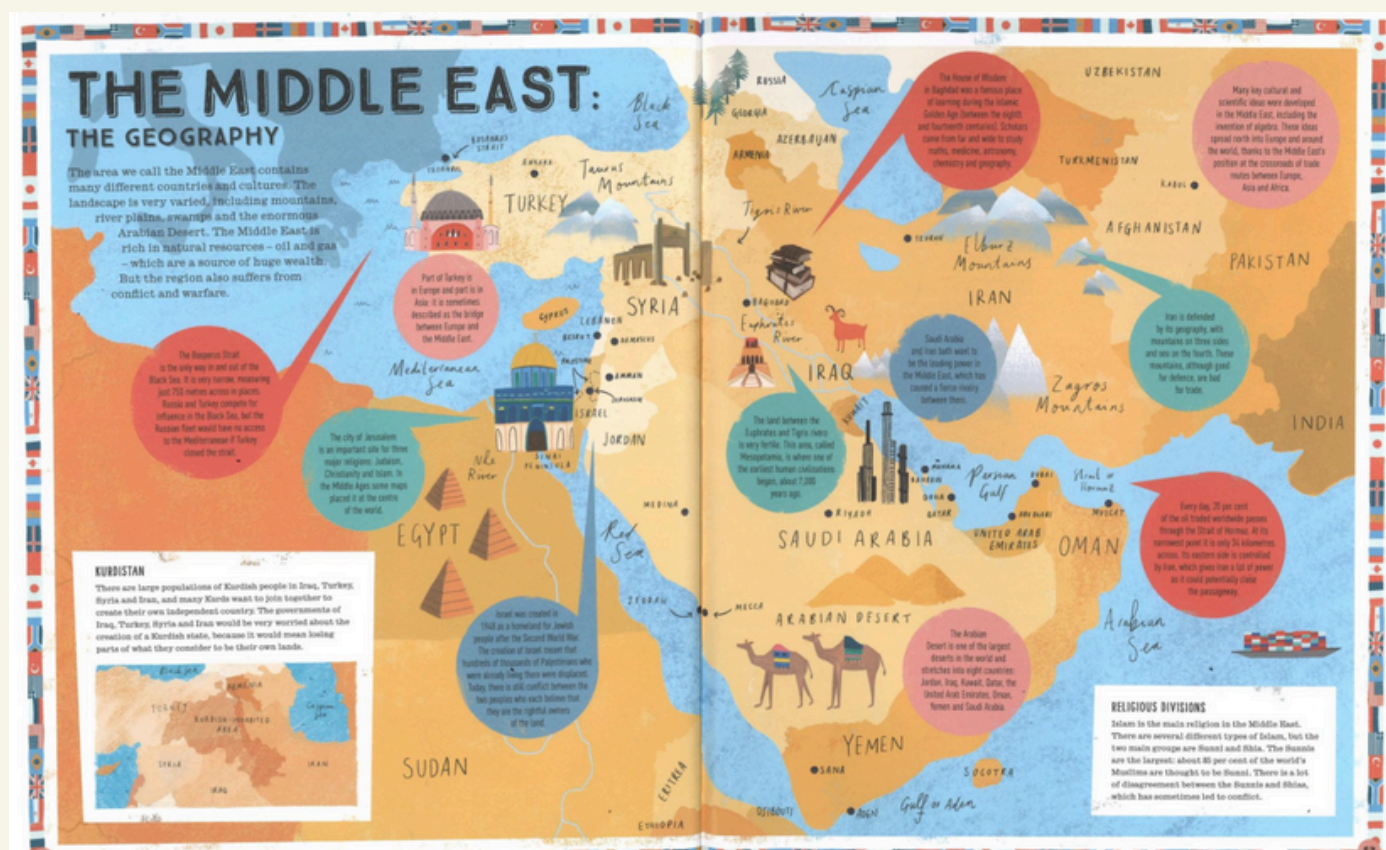 THE MIDDLE EAST:
THE GEOGRAPHY
The area we call the Middle East contains
many different countries and cultures. The
landscape is very varied, including mountains,
river plains, swamps and the enormous
Arabian Desert. The Middle East is
rich in natural resources – oil and gas
– which are a source of huge wealth.
But the region also suffers from
conflict and warfare.
Black
Sea
BOSPORUS
STRAIT
ISTANBUL
ANKARA
TURKEY
Taurus
Mountains
Part of Turkey is
in Europe and part is in
Asia: it is sometimes
described as the bridge
between Europe and
the Middle East.
The Bosporus Strait
is the only way in and out of the
Black Sea. It is very narrow, measuring
just 750 metres across in places.
Russia and Turkey compete for
influence in the Black Sea, but the
Russian fleet would have no access
to the Mediterranean if Turkey
closed the strait.
Mediterranean
Sea
CYPRUS
LEBANON
BEIRUT
DAMASCUS
SYRIA
PALESTINE
AMMAN
JERUSALEM
ISRAEL
JORDAN
SINAI
PENINSULA
The city of Jerusalem
is an important site for three
major religions: Judaism,
Christianity and Islam. In
the Middle Ages some maps
placed it at the centre
of the world.
Nile
River
EGYPT
MEDINA
Red
Sea
JEDDAH
MECCA
Israel was created in
1948 as a homeland for Jewish
people after the Second World War.
The creation of Israel meant that
hundreds of thousands of Palestinians who
were already living there were displaced.
Today, there is still conflict between the
two peoples who each believe that
they are the rightful owners
of the land.
KURDISTAN
There are large populations of Kurdish people in Iraq, Turkey,
Syria and Iran, and many Kurds want to join together to
create their own independent country. The governments of
Iraq, Turkey, Syria and Iran would be very worried about the
creation of a Kurdish state, because it would mean losing
parts of what they consider to be their own lands.
Black Sea
ARMENIA
TURKEY
KURDISH-INHABITED
AREA
Caspian
Sea
SYRIA
IRAN
IRAQ
SUDAN
ERITREA
ETHIOPIA
RUSSIA
GEORGIA
AZERBAIJAN
ARMENIA
Caspian
Sea
The House of Wisdom
in Baghdad was a famous place
of learning during the Islamic
Golden Age (between the eighth
and fourteenth centuries). Scholars
came from far and wide to study
maths, medicine, astronomy,
chemistry and geography.
UZBEKISTAN
TURKMENISTAN
Many key cultural and
scientific ideas were developed
in the Middle East, including the
invention of algebra. These ideas
spread north into Europe and around
the world, thanks to the Middle East's
position at the crossroads of trade
routes between Europe,
Asia and Africa.
KABUL
AFGHANISTAN
PAKISTAN
INDIA
Tigris River
TEHRAN
Elburz
Mountains
IRAN
BAGHDAD
Euphrates
River
IRAQ
Saudi Arabia
and Iran both want to
be the leading power in
the Middle East, which has
caused a fierce rivalry
between them.
Iran is defended
by its geography, with
mountains on three sides
and sea on the fourth. These
mountains, although good
for defence, are bad
for trade.
Zagros
Mountains
The land between the
Euphrates and Tigris rivers
is very fertile. This area, called
Mesopotamia, is where one of
the earliest human civilizations
began, about 7,000
years ago.
KUWAIT
MANAMA
BAHRAIN
DOHA
QATAR
Persian
Gulf
DUBAI
ABU DHABI
Strait of
Hormuz
MUSCAT
RIYADH
SAUDI ARABIA
UNITED ARAB
EMIRATES
OMAN
Every day, 20 per cent
of the oil traded worldwide passes
through the Strait of Hormuz. At its
narrowest point it is only 34 kilometres
across. Its eastern side is controlled
by Iran, which gives Iran a lot of power
as it could potentially close
the passageway.
ARABIAN DESERT
The Arabian
Desert is one of the largest
deserts in the world and
stretches into eight countries:
Jordan, Iraq, Kuwait, Qatar, the
United Arab Emirates, Oman,
Yemen and Saudi Arabia.
Arabian
Sea
YEMEN
SANA
SOCOTRA
DJIBOUTI
ADEN
Gulf of Aden
RELIGIOUS DIVISIONS
Islam is the main religion in the Middle East.
There are several different types of Islam, but the
two main groups are Sunni and Shia. The Sunnis
are the largest: about 85 per cent of the world's
Muslims are thought to be Sunni. There is a lot
of disagreement between the Sunnis and Shias,
which has sometimes led to conflict.